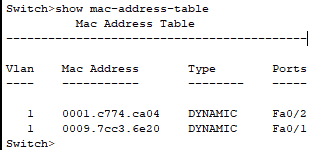 Switch>show mac-address-table
Mac Address Table
-------------------------------------------
Vlan Mac Address Type Ports
---- ----------- -------- -----
1 0001.c774.ca04 DYNAMIC Fa0/2
1 0009.7cc3.6e20 DYNAMIC Fa0/1
Switch>